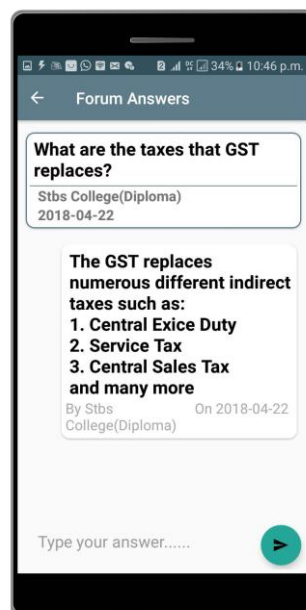 34% 10:46 p.m.
Forum Answers
What are the taxes that GST
replaces?
Stbs College(Diploma)
2018-04-22
The GST replaces
numerous different indirect
taxes such as:
1. Central Exice Duty
2. Service Tax
3. Central Sales Tax
and many more
By Stbs On 2018-04-22
College(Diploma)
Type your answer......